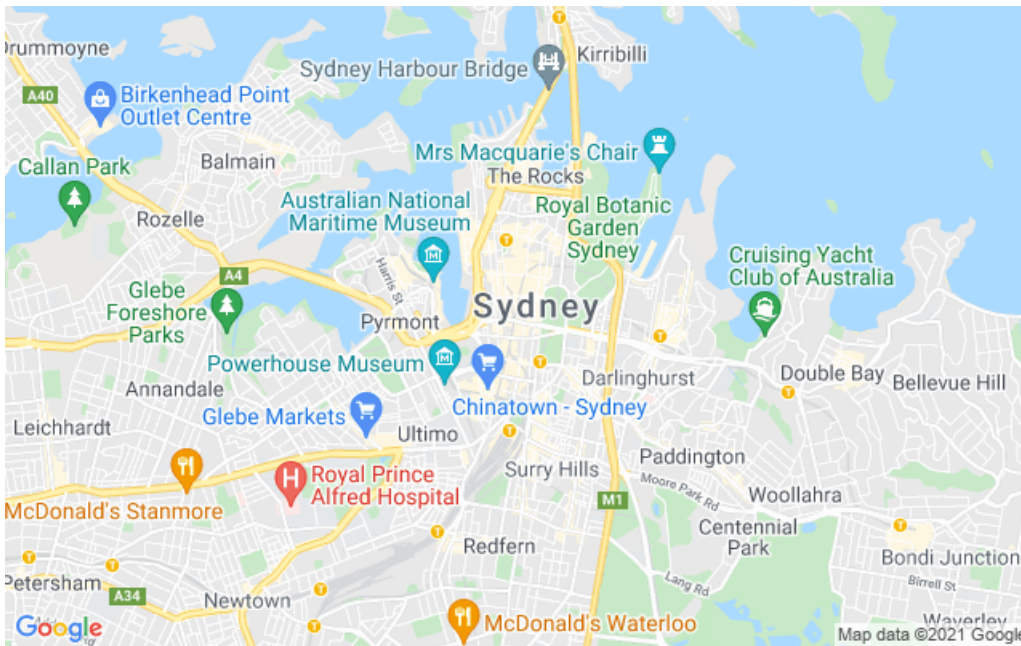 Drummoyne
Sydney Harbour Bridge
Kirribilli
A40
Birkenhead Point
Outlet Centre
Mrs Macquarie's Chair
Callan Park
Balmain
The Rocks
Australian National
Maritime Museum
Royal Botanic
Garden
Sydney
Rozelle
Cruising Yacht
Club of Australia
A4
Harris St
Glebe
Foreshore
Parks
Sydney
Pyrmont
Powerhouse Museum
Darlinghurst
Double Bay
Bellevue Hill
Annandale
Glebe Markets
Chinatown - Sydney
Leichhardt
Ultimo
Paddington
Royal Prince
Alfred Hospital
Surry Hills
Moore Park Rd
Woollahra
M1
McDonald's Stanmore
Centennial
Park
Redfern
Bondi Junction
Petersham
Lang Rd
Birrell St
A34
Newtown
McDonald's Waterloo
Waverley
Google
Map data ©2021 Google